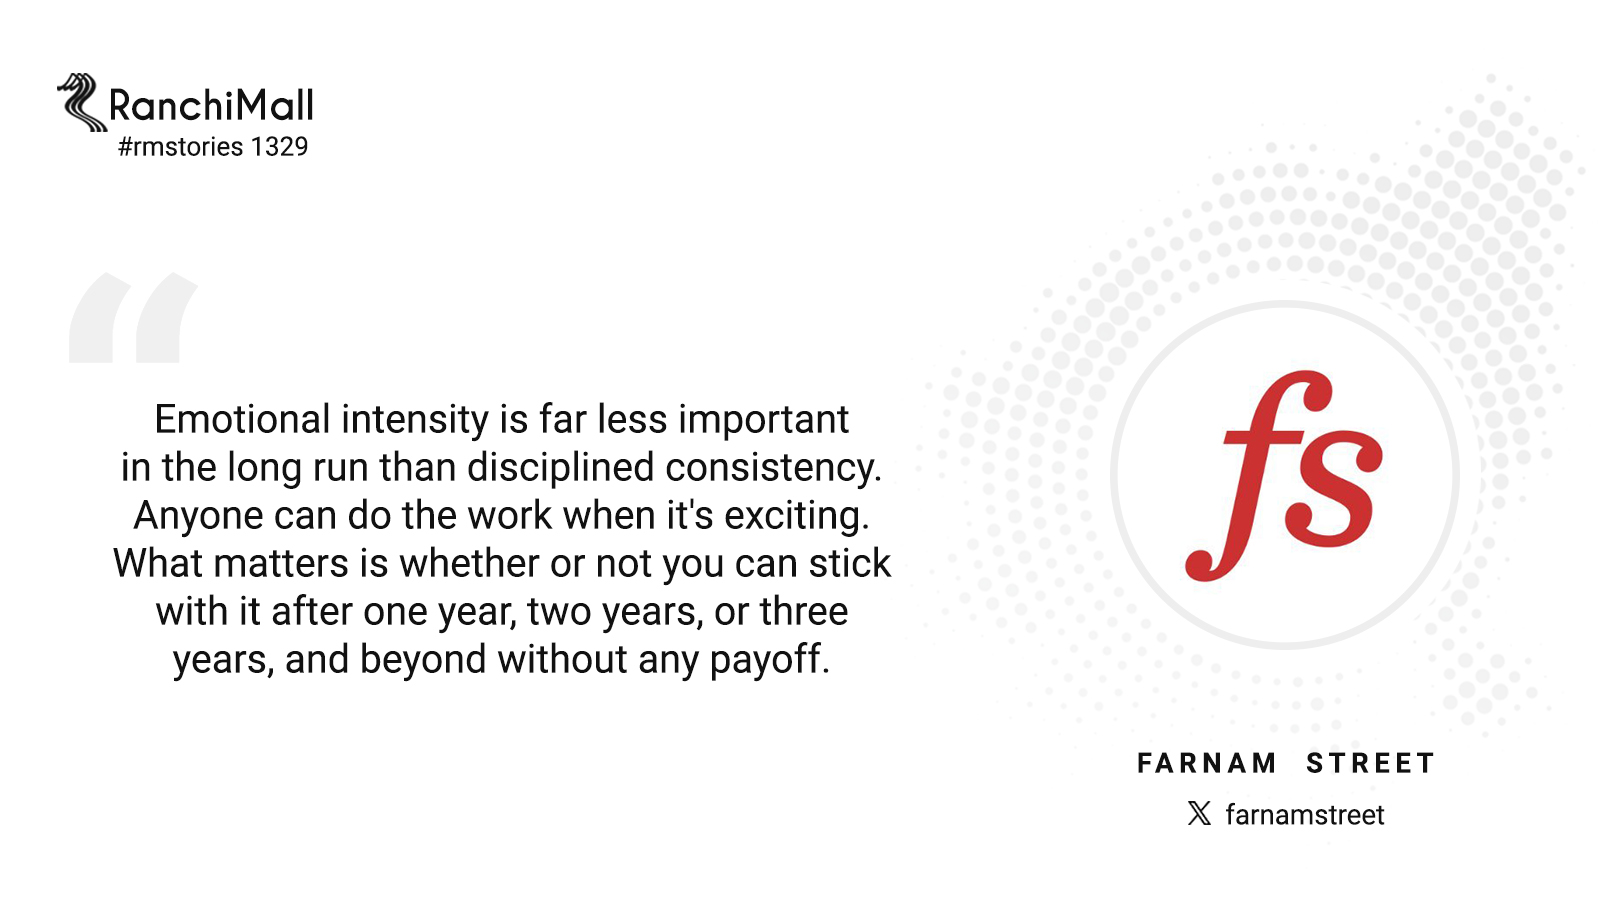 RanchiMall
#rmstories 1329
“
Emotional intensity is far less important
in the long run than disciplined consistency.
Anyone can do the work when it's exciting.
What matters is whether or not you can stick
with it after one year, two years, or three
years, and beyond without any payoff.
fs
FARNAM STREET
𝕏 farnamstreet